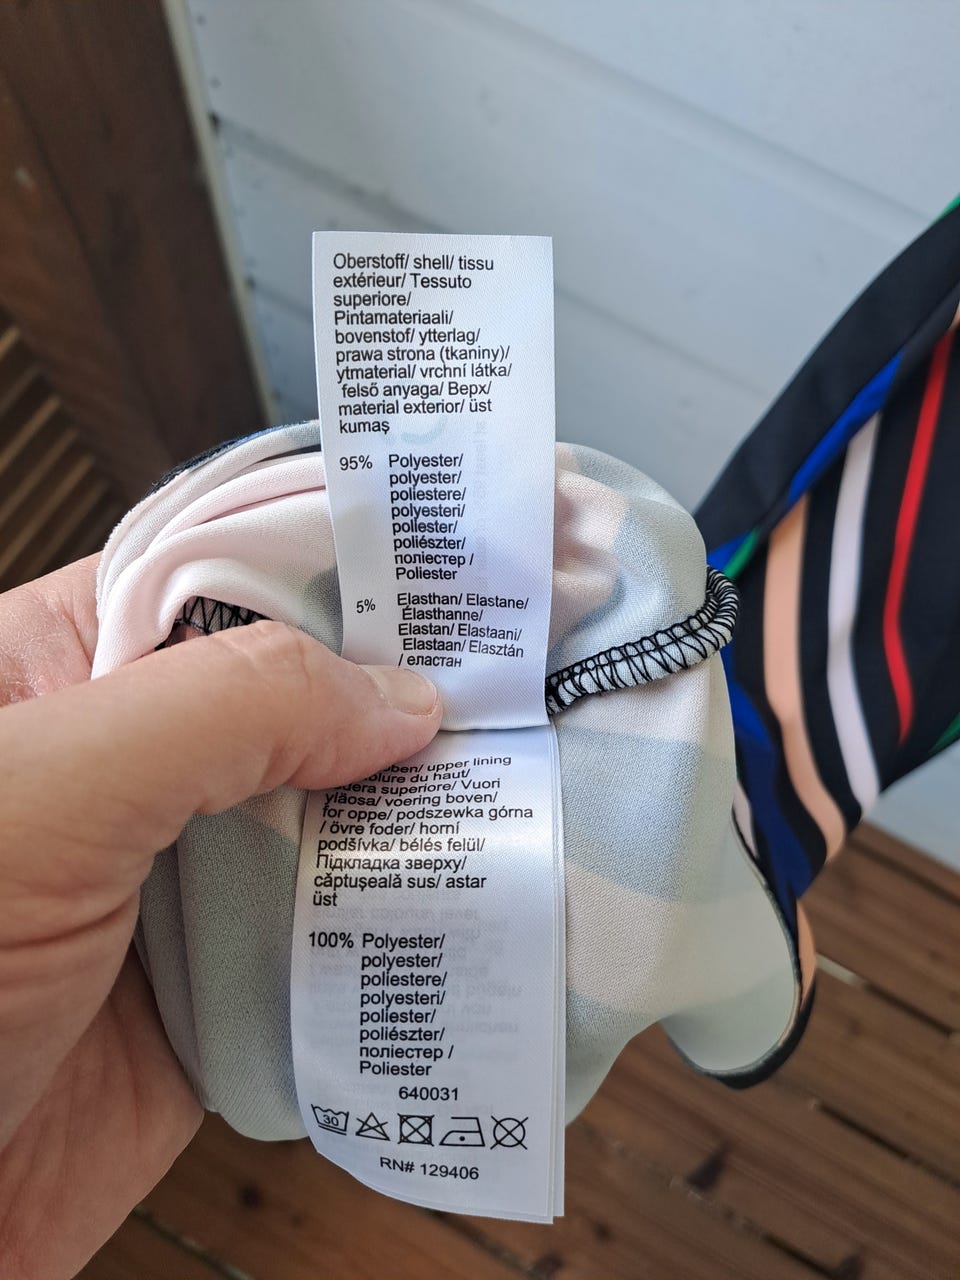 Oberstoff/ shell/ tissu
extérieur/ Tessuto
superiore/
Pintamateriaali/
bovenstof/ ytterlag/
prawa strona (tkaniny)/
ytmaterial/ vrchní látka/
felső anyaga/ Верх/
material exterior/ üst
kumaş
95% Polyester/
polyester/
poliestere/
polyesteri/
poliester/
poliészter/
поліестер /
Poliester
5% Elasthan/ Elastane/
Élasthanne/
Elastan/ Elastaani/
Elastaan/ Elasztán
/ еластан
upper lining
du haut/
superiore/ Vuori
yläosa/ voering boven/
for oppe/ podszewka górna
/ övre foder/ horní
podšívka/ bélés felül/
Підкладка зверху/
căptușeală sus/ astar
üst
100% Polyester/
polyester/
poliestere/
polyesteri/
poliester/
poliészter/
поліестер /
Poliester
640031
30
RN# 129406